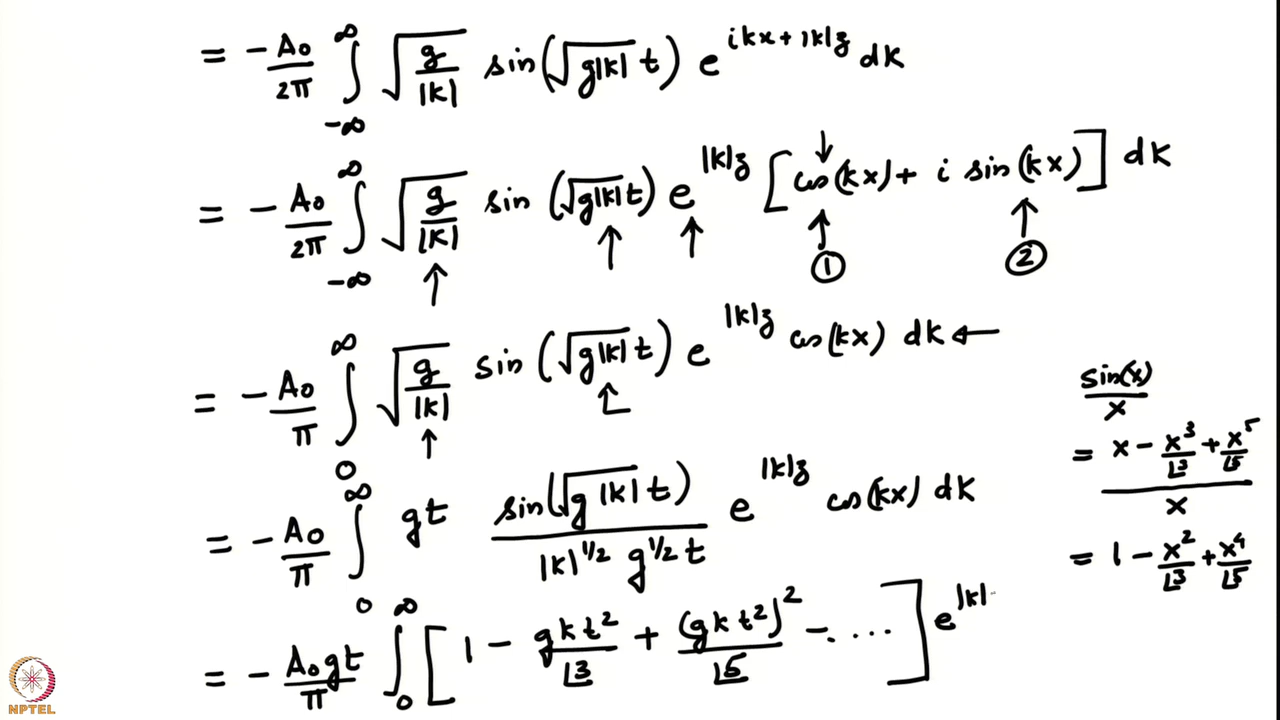 = -A₀/2π ∫_{-∞}^{∞} √(g/|k|) sin(√(g|k|) t) e^{ikx+|k|z} dk
= -A₀/2π ∫_{-∞}^{∞} √(g/|k|) sin(√(g|k|) t) e^{|k|z} [cos(kx) + i sin(kx)] dk
① ②
= -A₀/π ∫_{0}^{∞} √(g/|k|) sin(√(g|k|) t) e^{|k|z} cos(kx) dk ←
= -A₀/π ∫_{0}^{∞} gt sin(√(g|k|) t)/(|k|^{1/2} g^{1/2} t) e^{|k|z} cos(kx) dk
= -A₀gt/π ∫_{0}^{∞} [1 - gkt²/⌊3 + (gkt²)²/⌊5 - ....] e^{|k|
sin(x)/x
= (x - x³/⌊3 + x⁵/⌊5)/x
= 1 - x²/⌊3 + x⁴/⌊5
NPTEL